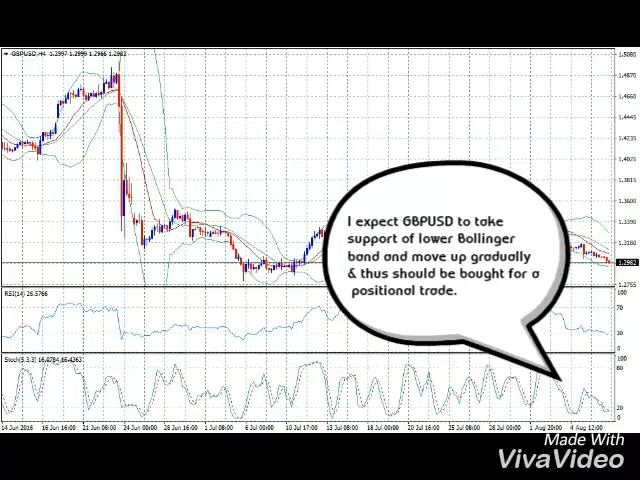 GBPUSD,H4 1.2997 1.2999 1.2966 1.2982
1.5080
1.4870
1.4660
1.4445
1.4235
1.4025
1.3815
1.3600
1.3390
1.3180
1.2982
1.2755
I expect GBPUSD to take
support of lower Bollinger
band and move up gradually
& thus should be bought for a
positional trade.
RSI(14) 26.5766
100
70
30
0
Stoch(5,3,3)
100
80
20
0
14 Jun 2016 16 Jun 16:00 21 Jun 08:00 24 Jun 00:00 28 Jun 16:00 1 Jul 08:00 6 Jul 00:00 10 Jul 17:00 13 Jul 08:00 18 Jul 00:00 20 Jul 16:00 25 Jul 08:00 28 Jul 00:00 1 Aug 20:00 4 Aug 12:00
Made With
VivaVideo